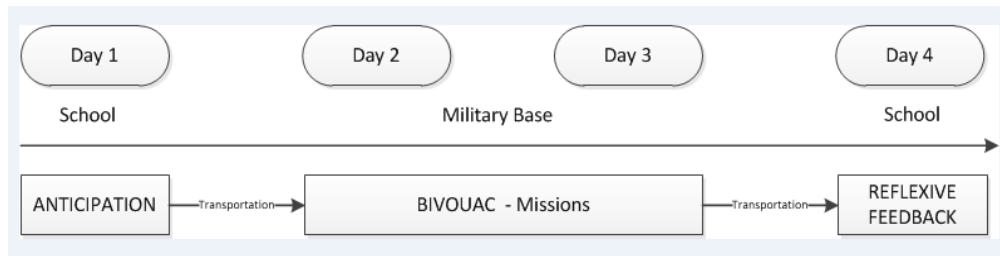 Day 1
Day 2
Day 3
Day 4
School
Military Base
School
ANTICIPATION
Transportation
BIVOUAC - Missions
Transportation
REFLEXIVE
FEEDBACK